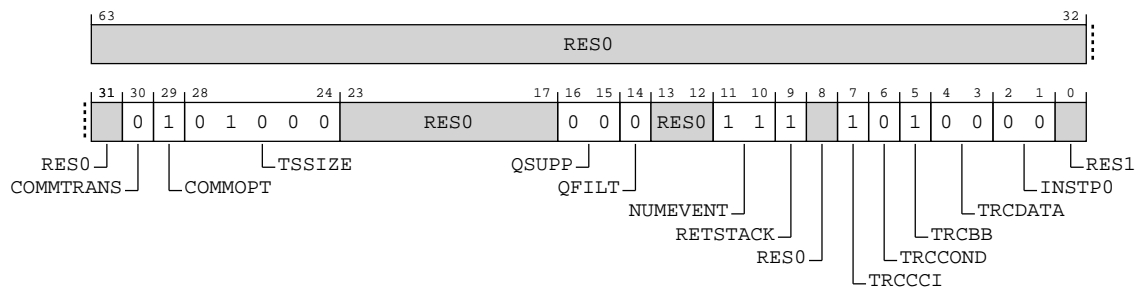 63 32
RES0
31 30 29 28 24 23 17 16 15 14 13 12 11 10 9 8 7 6 5 4 3 2 1 0
0 1 0 1 0 0 0 RES0 0 0 0 RES0 1 1 1 1 0 1 0 0 0 0
RES0 TSSIZE QSUPP RES1
COMMTRANS COMMOPT QFILT INSTP0
NUMEVENT TRCDATA
RETSTACK TRCBB
RES0 TRCCOND
TRCCCI